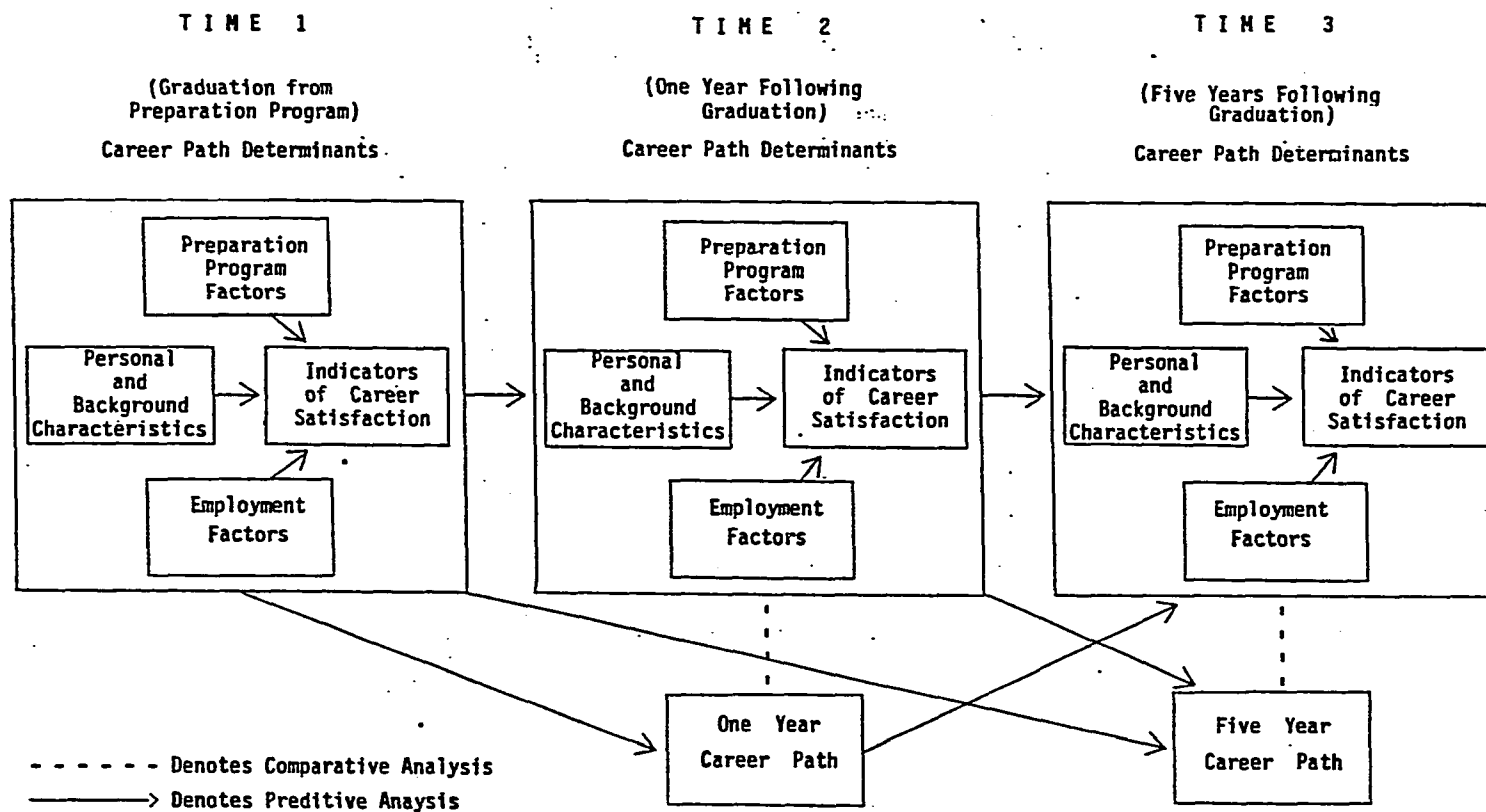 T I M E 1
(Graduation from
Preparation Program)
Career Path Determinants
Preparation
Program
Factors
Personal
and
Background
Characteristics
Indicators
of Career
Satisfaction
Employment
Factors
T I M E 2
(One Year Following
Graduation)
Career Path Determinants
Preparation
Program
Factors
Personal
and
Background
Characteristics
Indicators
of Career
Satisfaction
Employment
Factors
T I M E 3
(Five Years Following
Graduation)
Career Path Determinants
Preparation
Program
Factors
Personal
and
Background
Characteristics
Indicators
of Career
Satisfaction
Employment
Factors
One Year
Career Path
Five Year
Career Path
Denotes Comparative Analysis
Denotes Preditive Anaysis